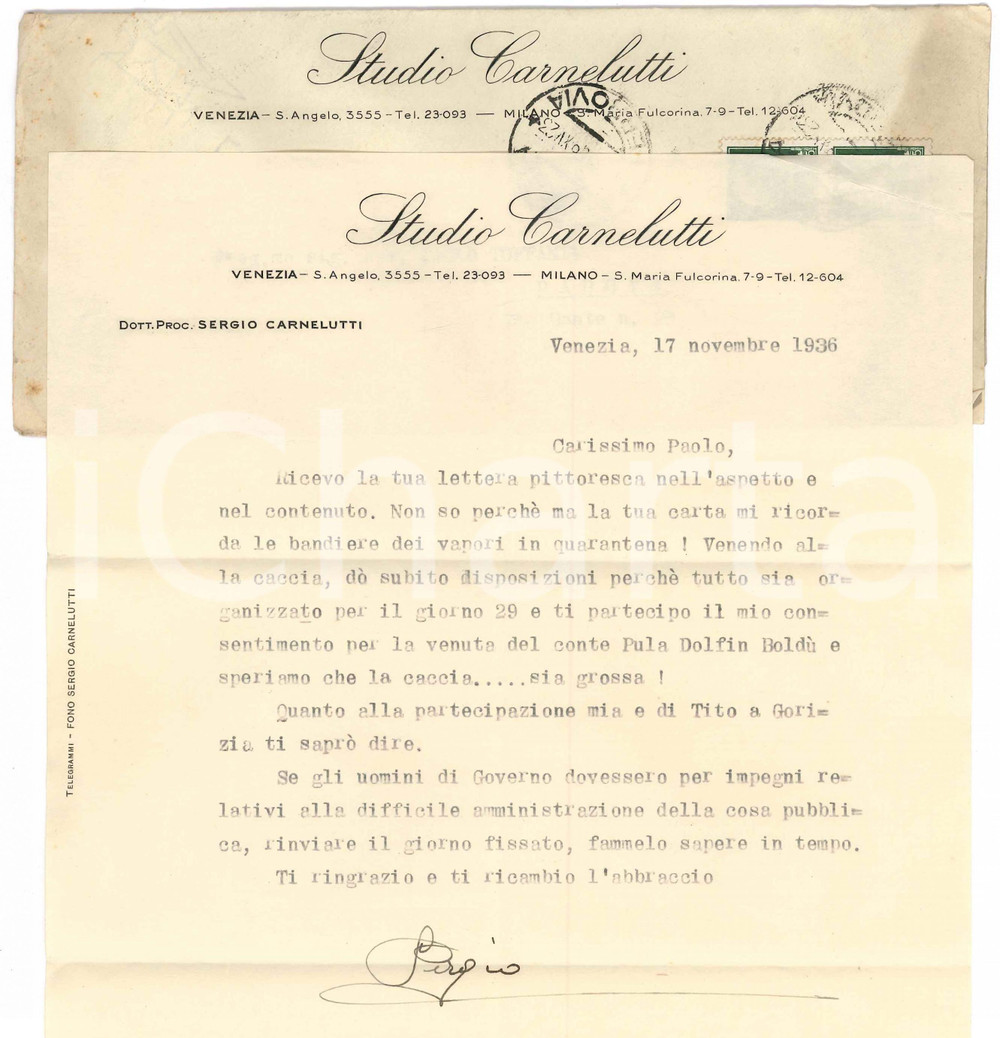 Studio Carnelutti
VENEZIA – S. Angelo, 3555 – Tel. 23-093 — MILANO – S. Maria Fulcorina, 7-9 – Tel. 12-604
Studio Carnelutti
VENEZIA – S. Angelo, 3555 – Tel. 23-093 — MILANO – S. Maria Fulcorina, 7-9 – Tel. 12-604
DOTT. PROC. SERGIO CARNELUTTI
Venezia, 17 novembre 1936
Carissimo Paolo,
Ricevo la tua lettera pittoresca nell'aspetto e
nel contenuto. Non so perchè ma la tua carta mi ricor=
da le bandiere dei vapori in quarantena ! Venendo al=
la caccia, dò subito disposizioni perchè tutto sia or=
ganizzato per il giorno 29 e ti partecipo il mio con=
sentimento per la venuta del conte Pula Dolfin Boldù e
speriamo che la caccia.....sia grossa !
Quanto alla partecipazione mia e di Tito a Gori=
zia ti saprò dire.
Se gli uomini di Governo dovessero per impegni re=
lativi alla difficile amministrazione della cosa pubbli=
ca, rinviare il giorno fissato, fammelo sapere in tempo.
Ti ringrazio e ti ricambio l'abbraccio
Sergio
TELEGRAMMI – FONO SERGIO CARNELUTTI
iCharta